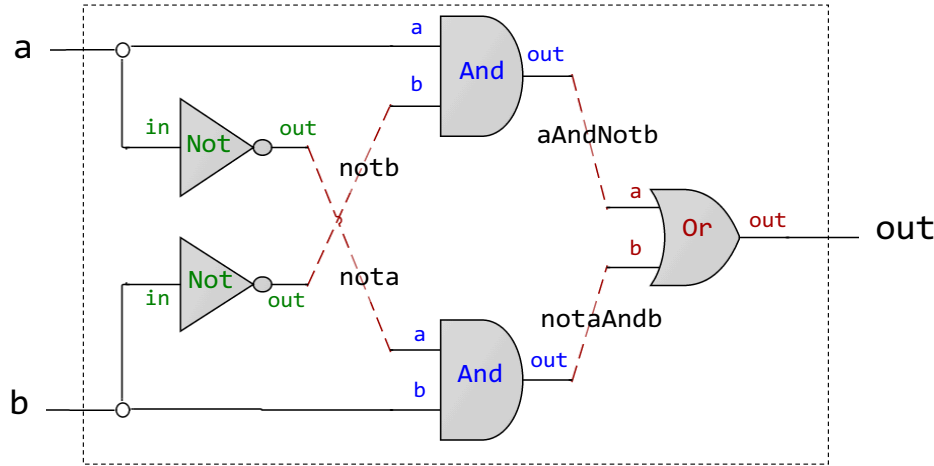 a
a
out
b
And
in
Not
out
notb
aAndNotb
a
Or
out
out
b
in
Not
out
nota
notaAndb
a
out
And
b
b